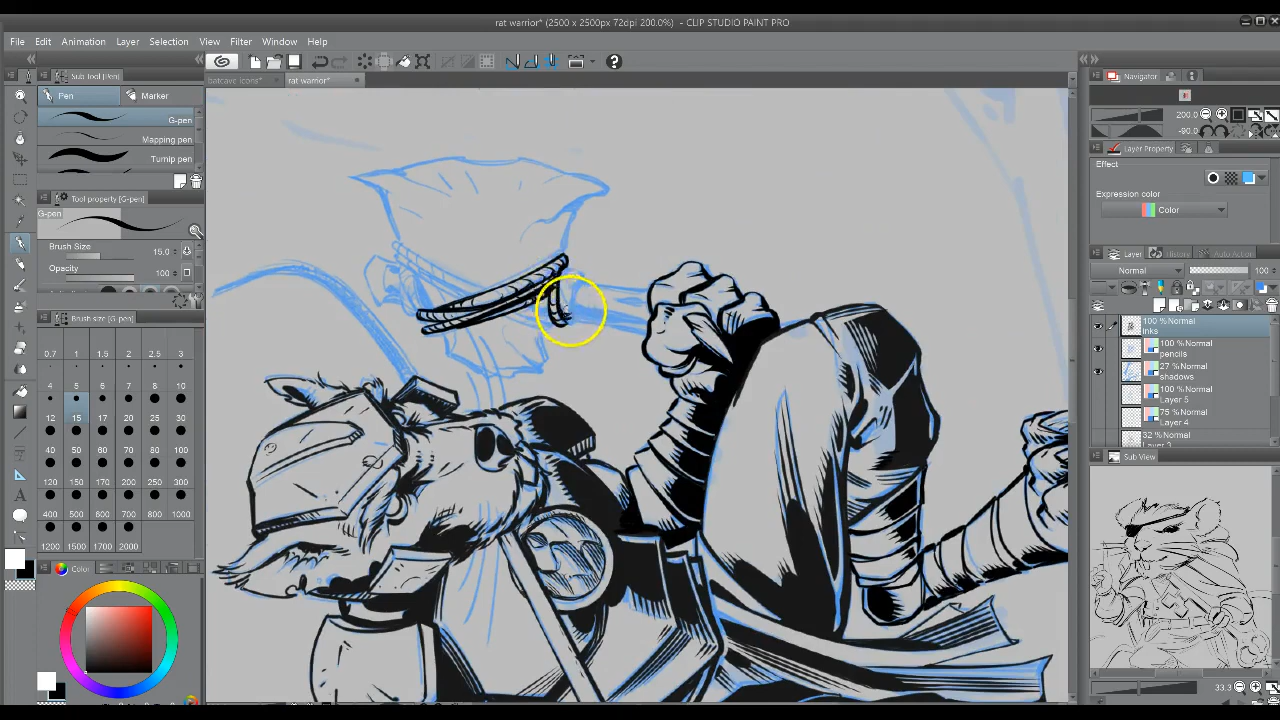 rat warrior* (2500 x 2500px 72dpi 200.0%)  - CLIP STUDIO PAINT PRO
File Edit Animation Layer Selection View Filter Window Help
Sub Tool [Pen]
batcave icons*
rat warrior*
Navigator
Pen
Marker
G-pen
Mapping pen
Turnip pen
200.0
-90.0
Layer Property
Effect
Expression color
Color
Tool property [G-pen]
G-pen
Brush Size 15.0
Opacity 100
Layer
History
Auto Action
Normal
100
Brush size
100 %Normal
Inks
100 %Normal
pencils
27 %Normal
shadows
100 %Normal
Layer 5
75 %Normal
Layer 4
32 %Normal
0.7 1 1.5 2 2.5 3
4 5 6 7 8 10
12 15 17 20 25 30
40 50 60 70 80 100
120 150 170 200 250 300
400 500 600 700 800 1000
1200 1500 1700 2000
Sub View
Color
33.3